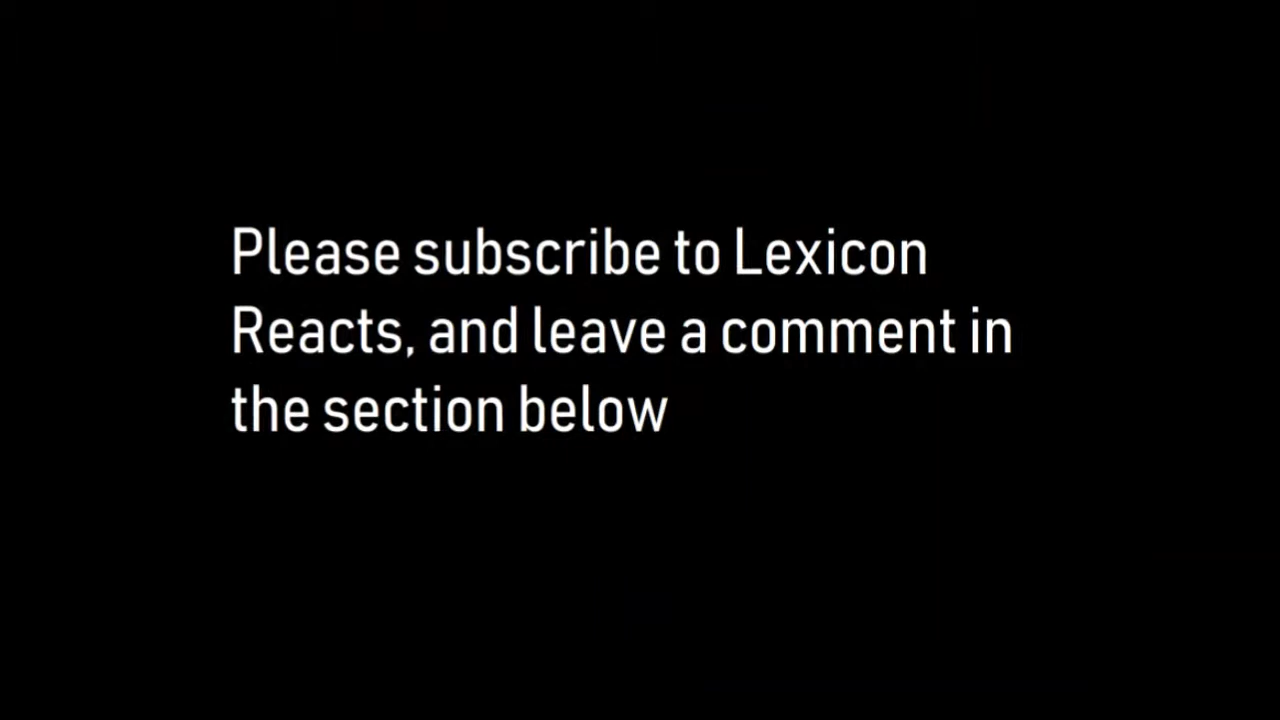 Please subscribe to Lexicon
Reacts, and leave a comment in
the section below